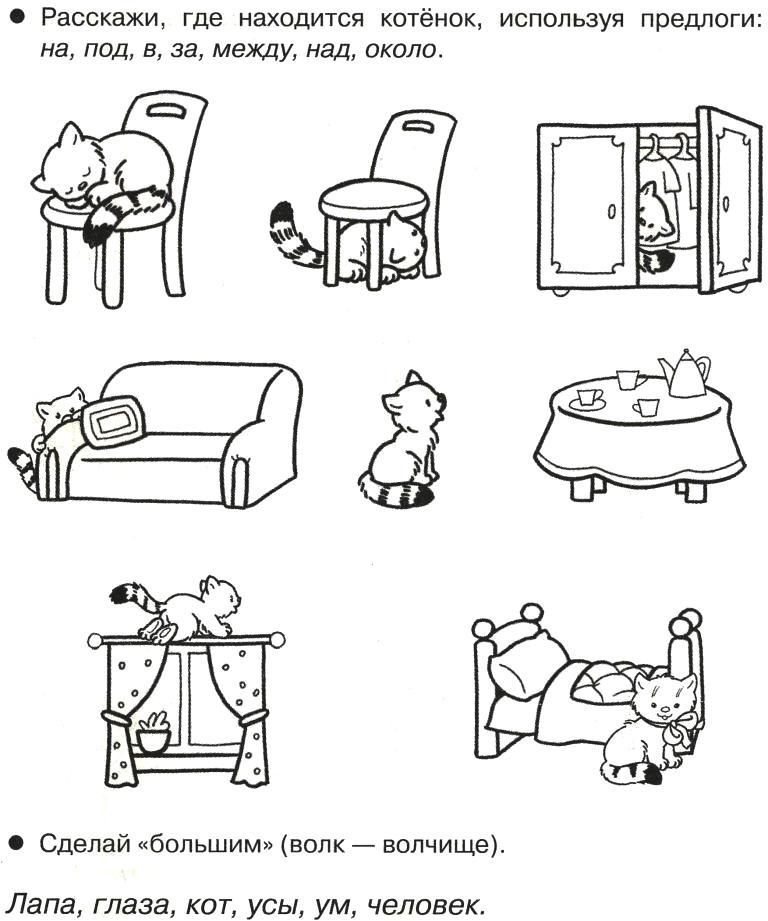 ● Расскажи, где находится котёнок, используя предлоги:
на, под, в, за, между, над, около.
● Сделай «большим» (волк — волчище).
Лапа, глаза, кот, усы, ум, человек.